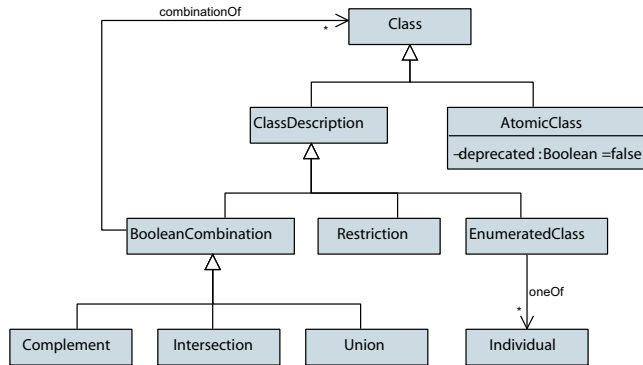 combinationOf
*
Class
ClassDescription
AtomicClass
-deprecated :Boolean =false
BooleanCombination
Restriction
EnumeratedClass
oneOf
*
Complement
Intersection
Union
Individual